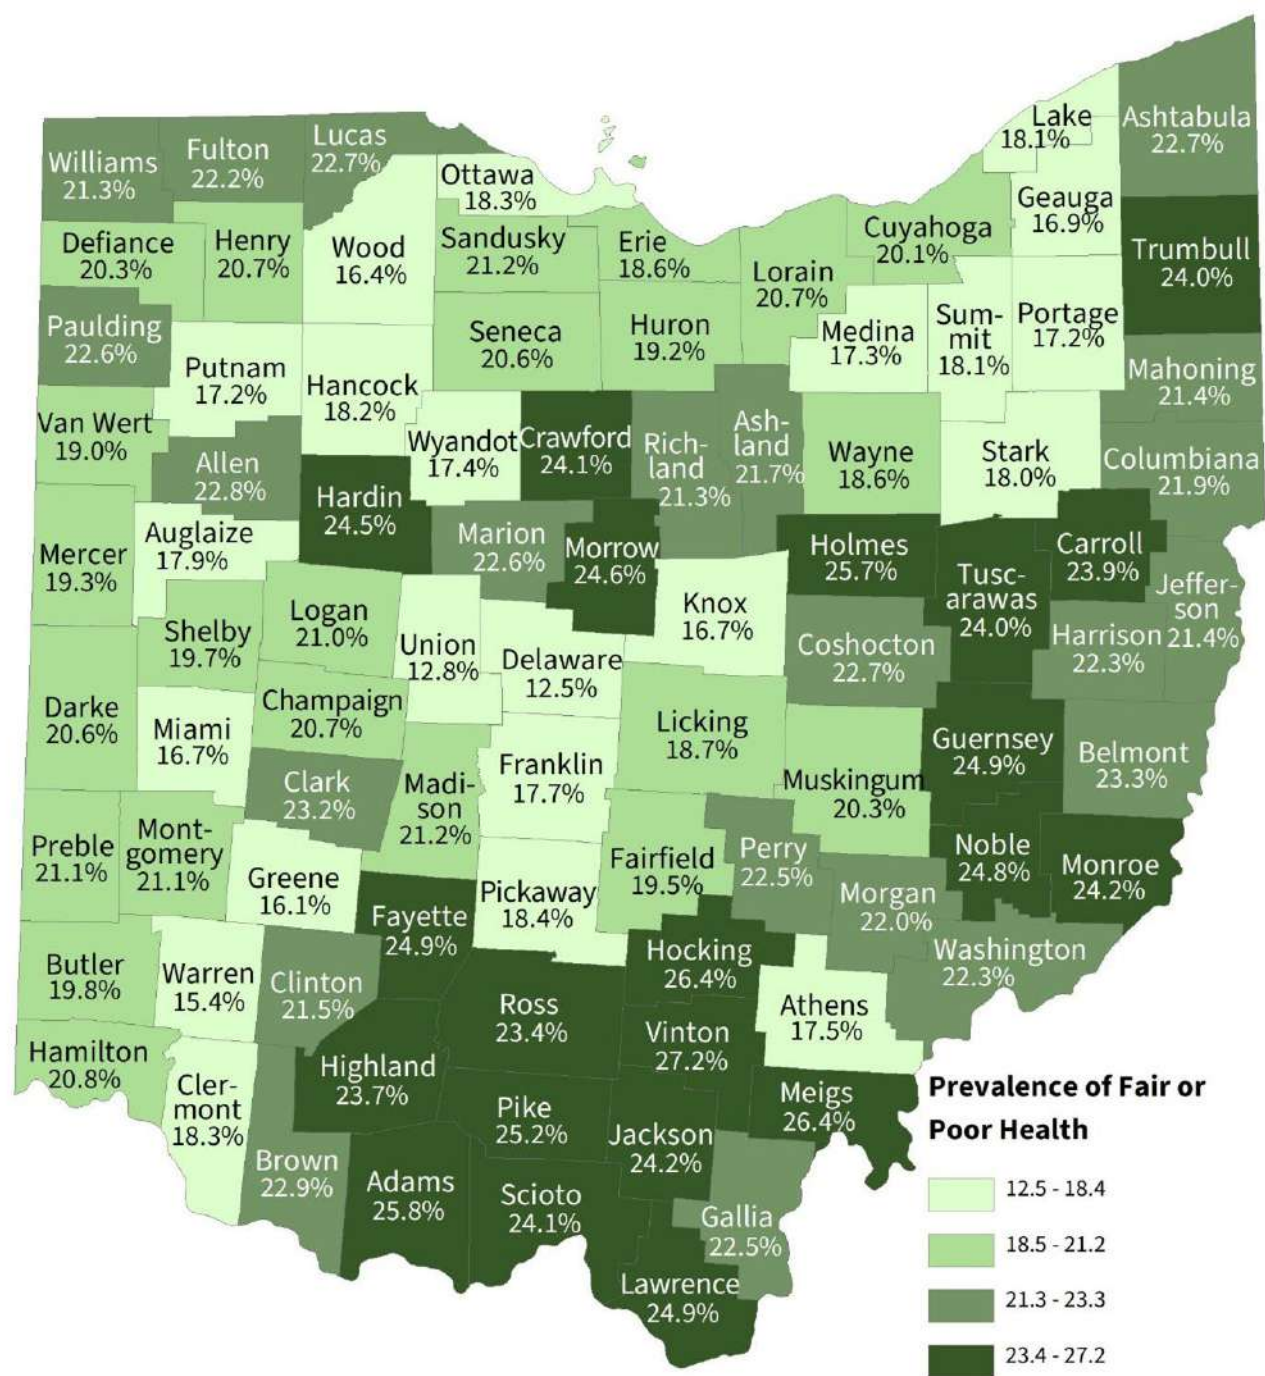 Lake
18.1%
Ashtabula
22.7%
Lucas
22.7%
Fulton
22.2%
Williams
21.3%
Ottawa
18.3%
Geauga
16.9%
Cuyahoga
20.1%
Trumbull
24.0%
Defiance
20.3%
Henry
20.7%
Wood
16.4%
Sandusky
21.2%
Erie
18.6%
Lorain
20.7%
Paulding
22.6%
Seneca
20.6%
Huron
19.2%
Medina
17.3%
Sum-
mit
18.1%
Portage
17.2%
Putnam
17.2%
Hancock
18.2%
Mahoning
21.4%
Van Wert
19.0%
Allen
22.8%
Wyandot
17.4%
Crawford
24.1%
Rich-
land
21.3%
Ash-
land
21.7%
Wayne
18.6%
Stark
18.0%
Columbiana
21.9%
Hardin
24.5%
Mercer
19.3%
Auglaize
17.9%
Marion
22.6%
Morrow
24.6%
Holmes
25.7%
Tusc-
arawas
24.0%
Carroll
23.9%
Jeffer-
son
21.4%
Shelby
19.7%
Logan
21.0%
Union
12.8%
Delaware
12.5%
Knox
16.7%
Coshocton
22.7%
Harrison
22.3%
Darke
20.6%
Miami
16.7%
Champaign
20.7%
Licking
18.7%
Guernsey
24.9%
Belmont
23.3%
Clark
23.2%
Madi-
son
21.2%
Franklin
17.7%
Muskingum
20.3%
Preble
21.1%
Mont-
gomery
21.1%
Greene
16.1%
Pickaway
18.4%
Fairfield
19.5%
Perry
22.5%
Morgan
22.0%
Noble
24.8%
Monroe
24.2%
Fayette
24.9%
Hocking
26.4%
Washington
22.3%
Butler
19.8%
Warren
15.4%
Clinton
21.5%
Ross
23.4%
Vinton
27.2%
Athens
17.5%
Hamilton
20.8%
Cler-
mont
18.3%
Highland
23.7%
Pike
25.2%
Jackson
24.2%
Meigs
26.4%
Brown
22.9%
Adams
25.8%
Scioto
24.1%
Gallia
22.5%
Lawrence
24.9%
Prevalence of Fair or
Poor Health
12.5 - 18.4
18.5 - 21.2
21.3 - 23.3
23.4 - 27.2